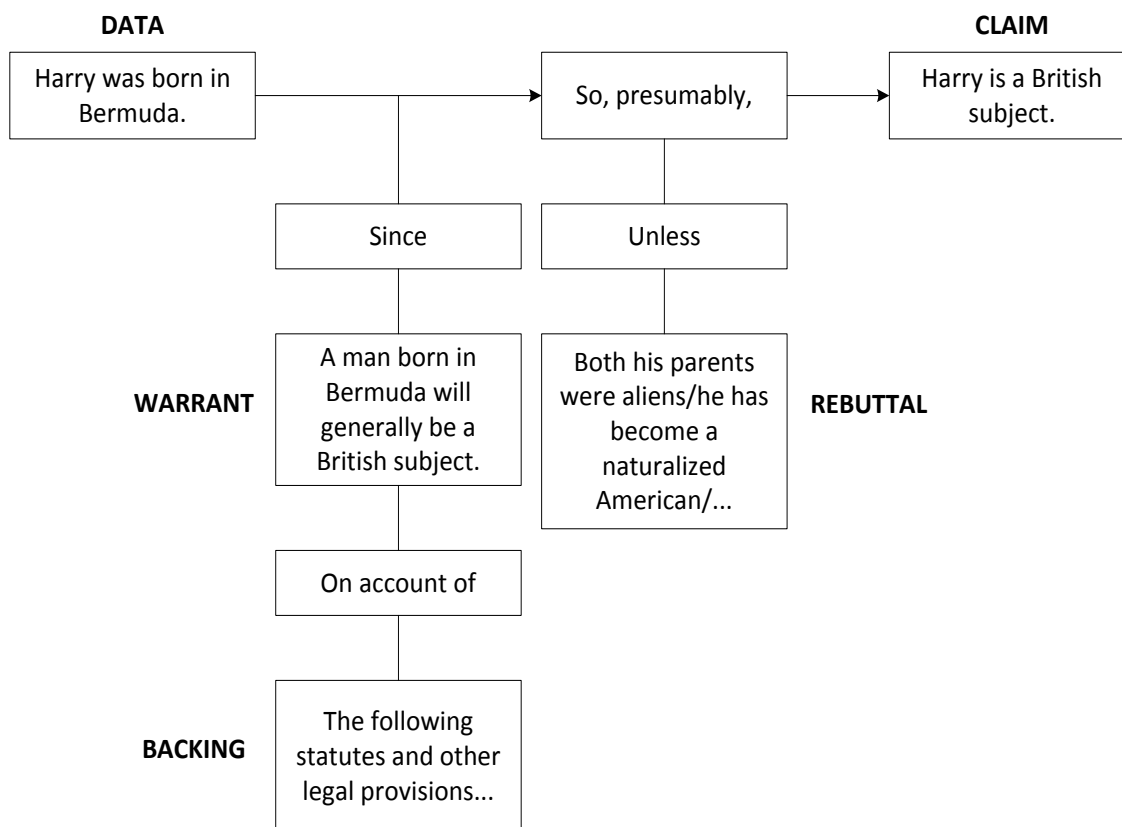 DATA
CLAIM
Harry was born in
Bermuda.
So, presumably,
Harry is a British
subject.
Since
Unless
WARRANT
A man born in
Bermuda will
generally be a
British subject.
Both his parents
were aliens/he has
become a
naturalized
American/...
REBUTTAL
On account of
BACKING
The following
statutes and other
legal provisions...